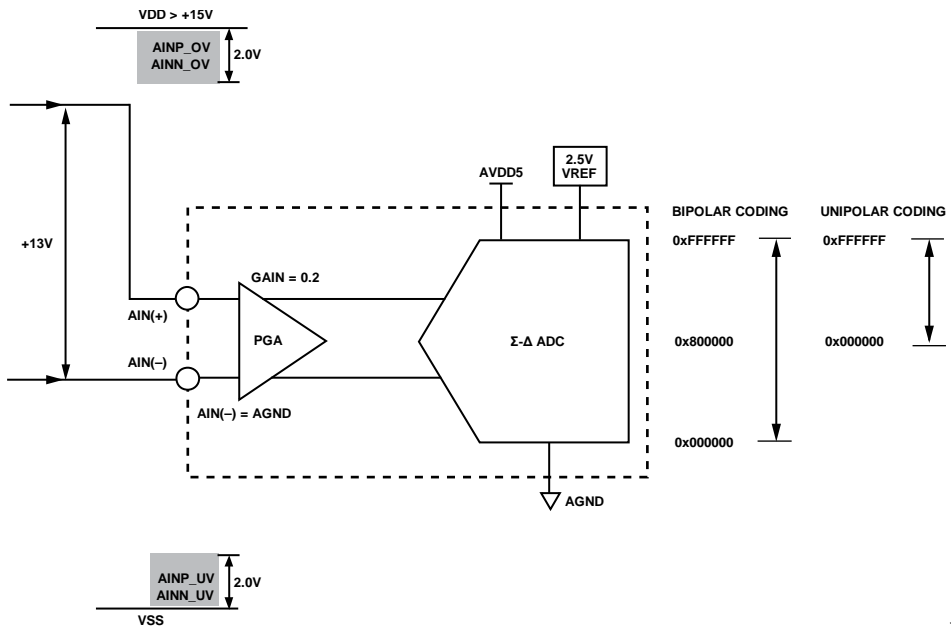 VDD > +15V
AINP_OV
AINN_OV
2.0V
+13V
AVDD5
2.5V
VREF
BIPOLAR CODING
UNIPOLAR CODING
0xFFFFFF
0xFFFFFF
GAIN = 0.2
AIN(+)
PGA
Σ-Δ ADC
0x800000
0x000000
AIN(–)
AIN(–) = AGND
0x000000
AGND
AINP_UV
AINN_UV
2.0V
VSS